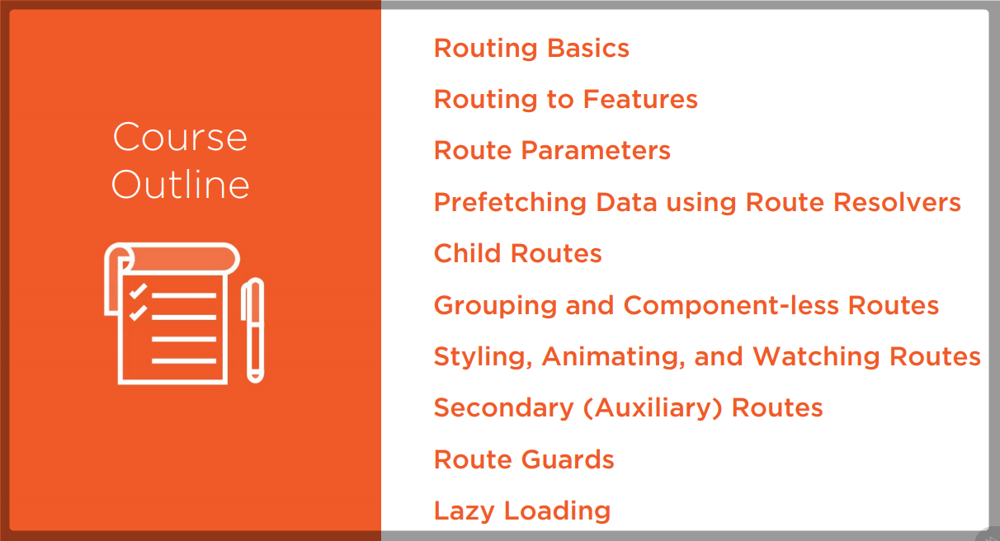 Course
Outline
Routing Basics
Routing to Features
Route Parameters
Prefetching Data using Route Resolvers
Child Routes
Grouping and Component-less Routes
Styling, Animating, and Watching Routes
Secondary (Auxiliary) Routes
Route Guards
Lazy Loading